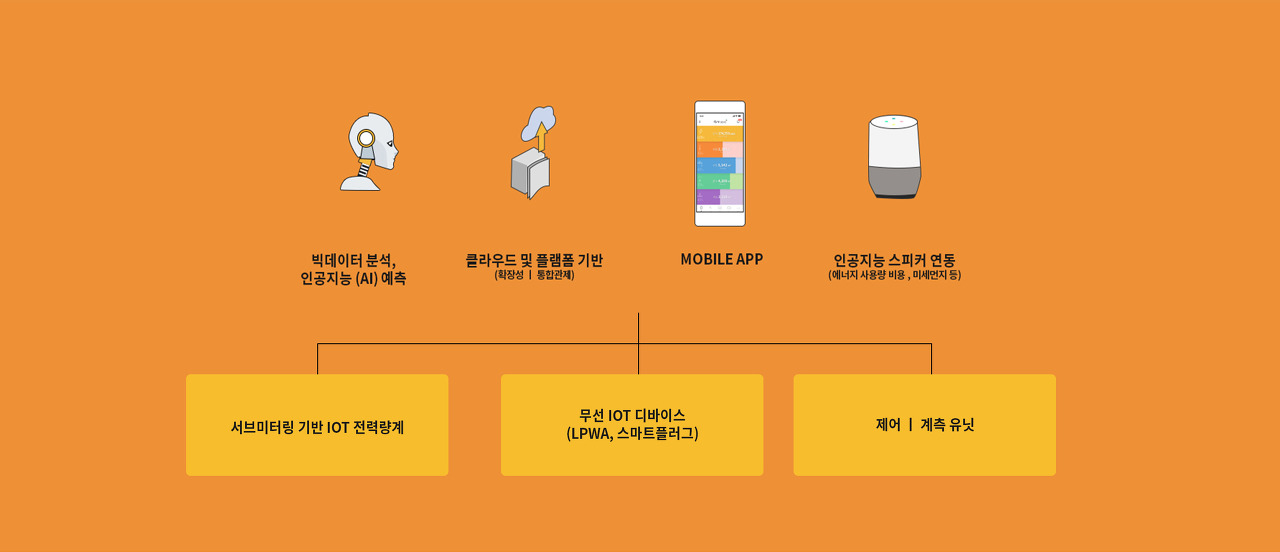 빅데이터 분석,
인공지능 (AI) 예측
클라우드 및 플램폼 기반
(확장성 ㅣ 통합관제)
MOBILE APP
인공지능 스피커 연동
(에너지 사용량 비용 , 미세먼지 등)
서브미터링 기반 IOT 전력량계
무선 IOT 디바이스
(LPWA, 스마트플러그)
제어 ㅣ 계측 유닛